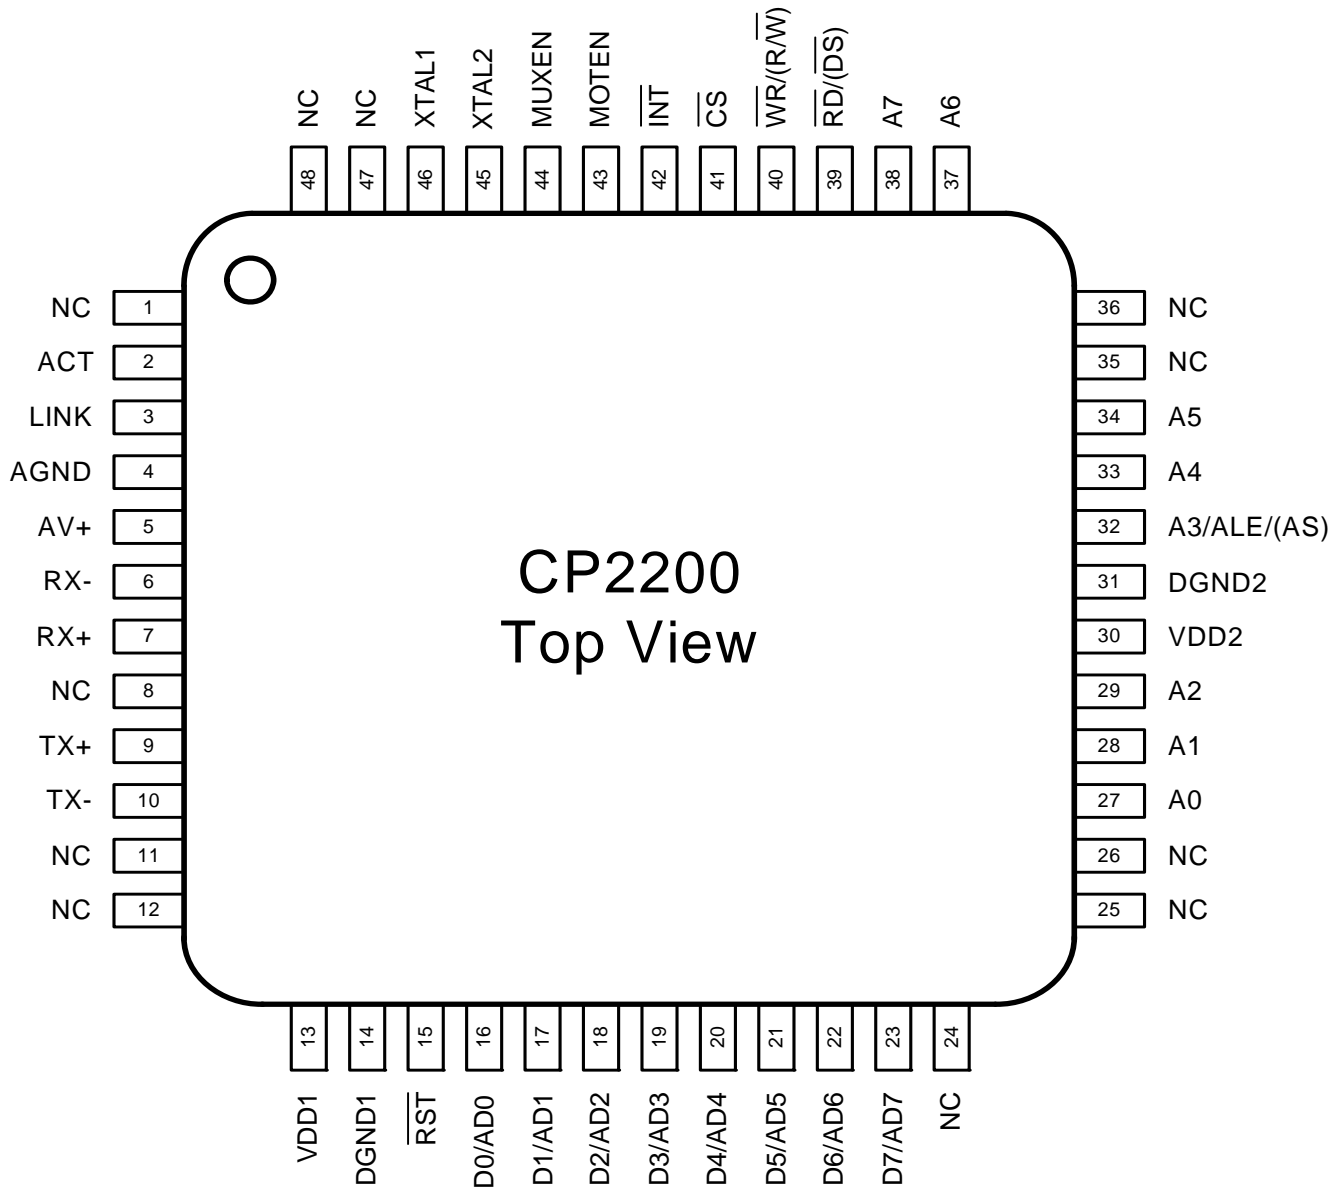 NC
NC
XTAL1
XTAL2
MUXEN
MOTEN
INT
CS
WR/(R/W)
RD/(DS)
A7
A6
48
47
46
45
44
43
42
41
40
39
38
37
NC 1
ACT 2
LINK 3
AGND 4
AV+ 5
RX- 6
RX+ 7
NC 8
TX+ 9
TX- 10
NC 11
NC 12
CP2200
Top View
36 NC
35 NC
34 A5
33 A4
32 A3/ALE/(AS)
31 DGND2
30 VDD2
29 A2
28 A1
27 A0
26 NC
25 NC
13
14
15
16
17
18
19
20
21
22
23
24
VDD1
DGND1
RST
D0/AD0
D1/AD1
D2/AD2
D3/AD3
D4/AD4
D5/AD5
D6/AD6
D7/AD7
NC